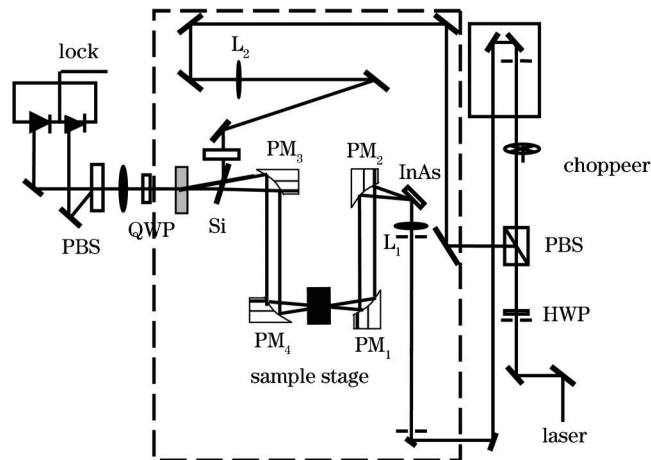 lock
L2
PM3
PM2
InAs
choppeer
PBS
QWP
Si
L1
PBS
HWP
PM4
PM1
sample stage
laser